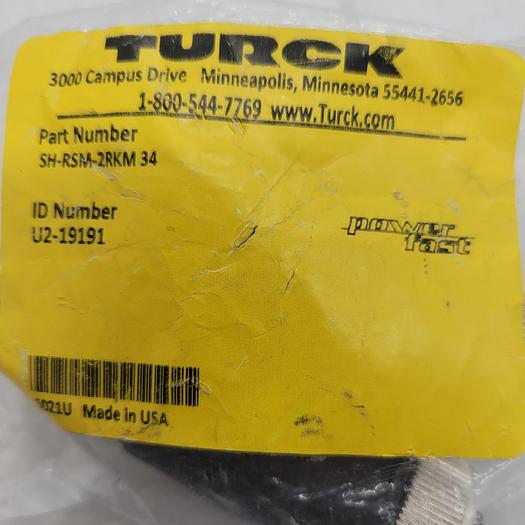 TURCK
3000 Campus Drive Minneapolis, Minnesota 55441-2656
1-800-544-7769 www.Turck.com
Part Number
SH-RSM-2RKM 34
ID Number
U2-19191
power
fast
5021U Made in USA